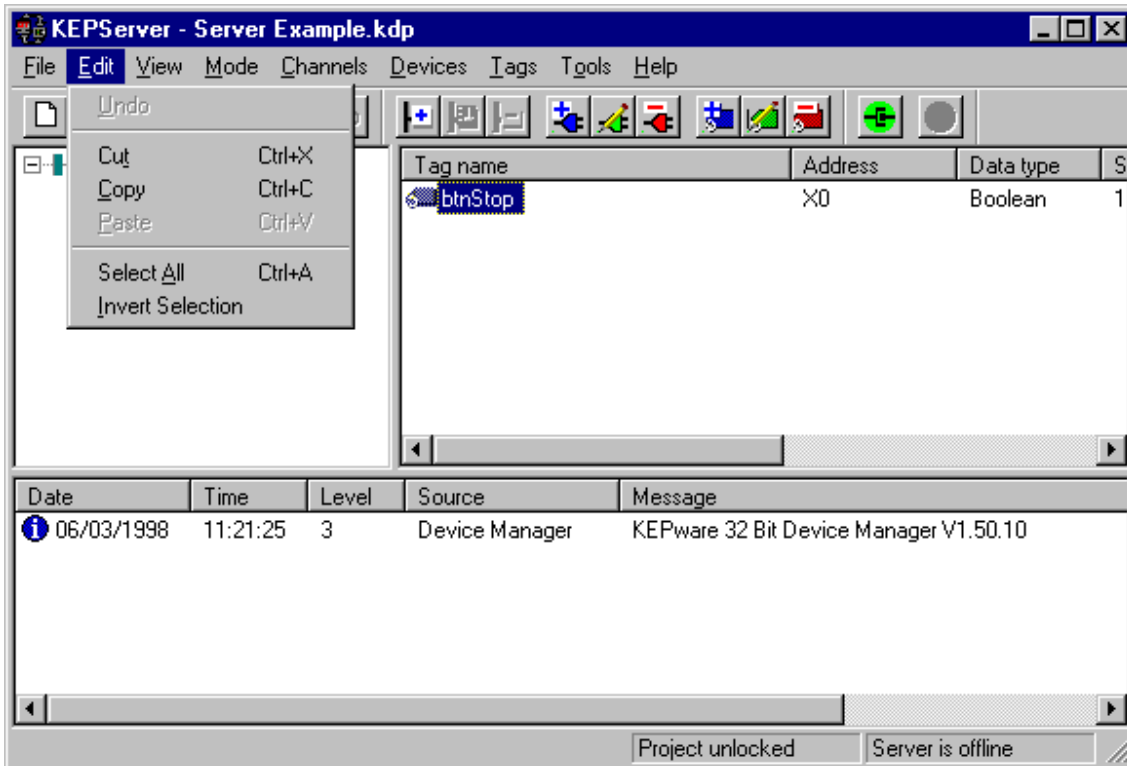 KEPServer - Server Example.kdp
File Edit View Mode Channels Devices Tags Tools Help
Undo
Cut Ctrl+X
Copy Ctrl+C
Paste Ctrl+V
Select All Ctrl+A
Invert Selection
Tag name Address Data type S
btnStop X0 Boolean 1
Date Time Level Source Message
06/03/1998 11:21:25 3 Device Manager KEPware 32 Bit Device Manager V1.50.10
Project unlocked Server is offline